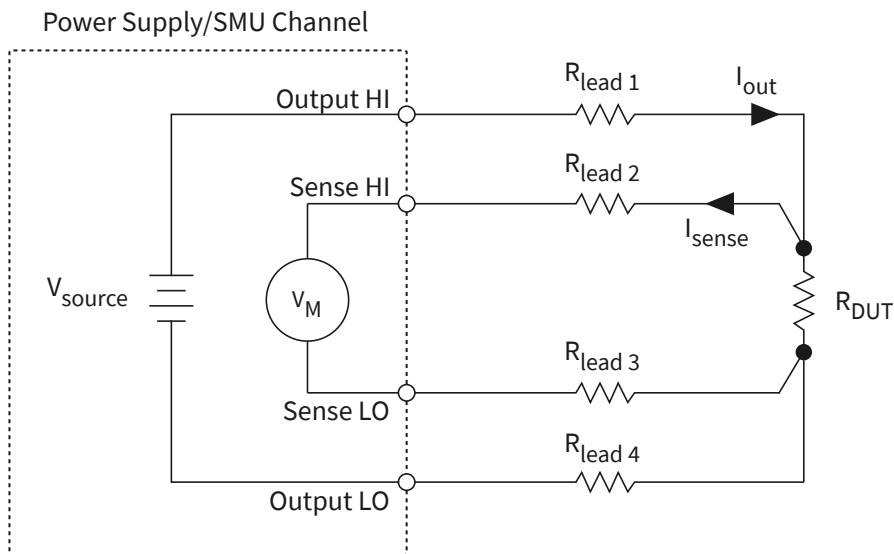 Power Supply/SMU Channel
R_lead 1
I_out
Output HI
R_lead 2
Sense HI
I_sense
V_source
V_M
R_DUT
R_lead 3
Sense LO
R_lead 4
Output LO